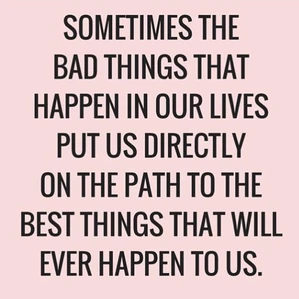 SOMETIMES THE
BAD THINGS THAT
HAPPEN IN OUR LIVES
PUT US DIRECTLY
ON THE PATH TO THE
BEST THINGS THAT WILL
EVER HAPPEN TO US.